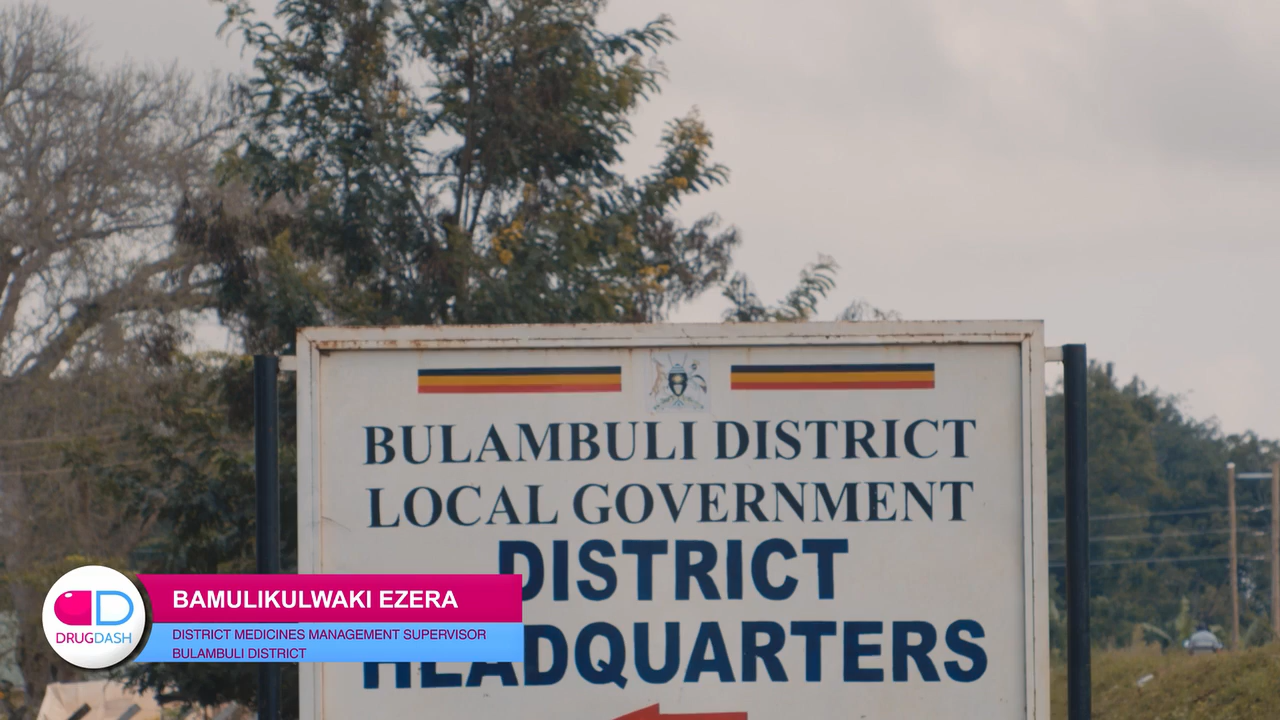 BULAMBULI DISTRICT
LOCAL GOVERNMENT
DISTRICT
HEADQUARTERS
BAMULIKULWAKI EZERA
DISTRICT MEDICINES MANAGEMENT SUPERVISOR
BULAMBULI DISTRICT
DRUGDASH